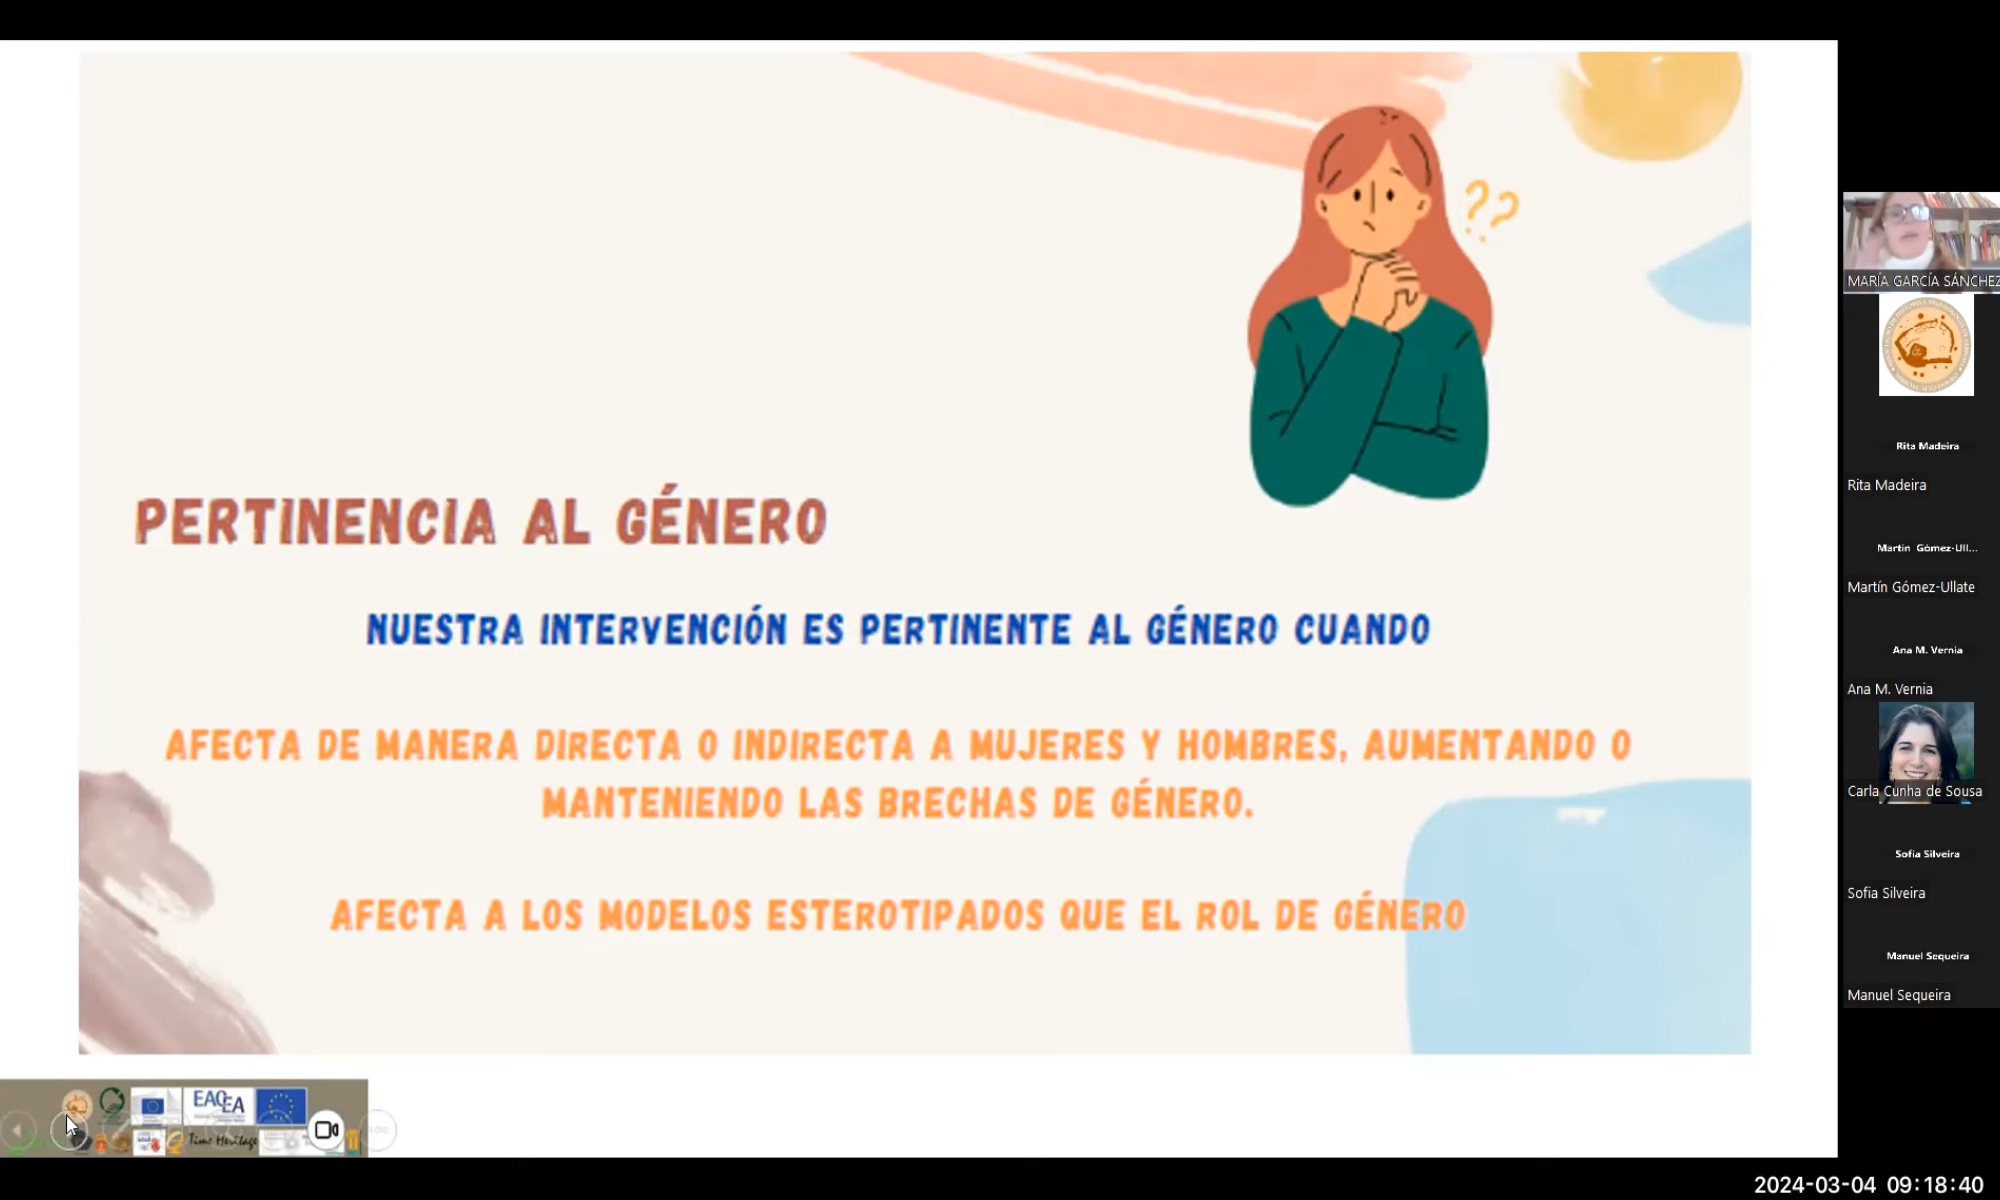 ??
PERTINENCIA AL GÉNERO
NUESTRA INTERVENCIÓN ES PERTINENTE AL GÉNERO CUANDO
AFECTA DE MANERA DIRECTA O INDIRECTA A MUJERES Y HOMBRES, AUMENTANDO O
MANTENIENDO LAS BRECHAS DE GÉNERO.
AFECTA A LOS MODELOS ESTEROTIPADOS QUE EL ROL DE GÉNERO
EACEA
Time Heritage
MARÍA GARCÍA SÁNCHEZ
Rita Madeira
Rita Madeira
Martín Gómez-Ull...
Martín Gómez-Ullate
Ana M. Vernia
Ana M. Vernia
Carla Cunha de Sousa
Sofia Silveira
Sofia Silveira
Manuel Sequeira
Manuel Sequeira
2024-03-04 09:18:40